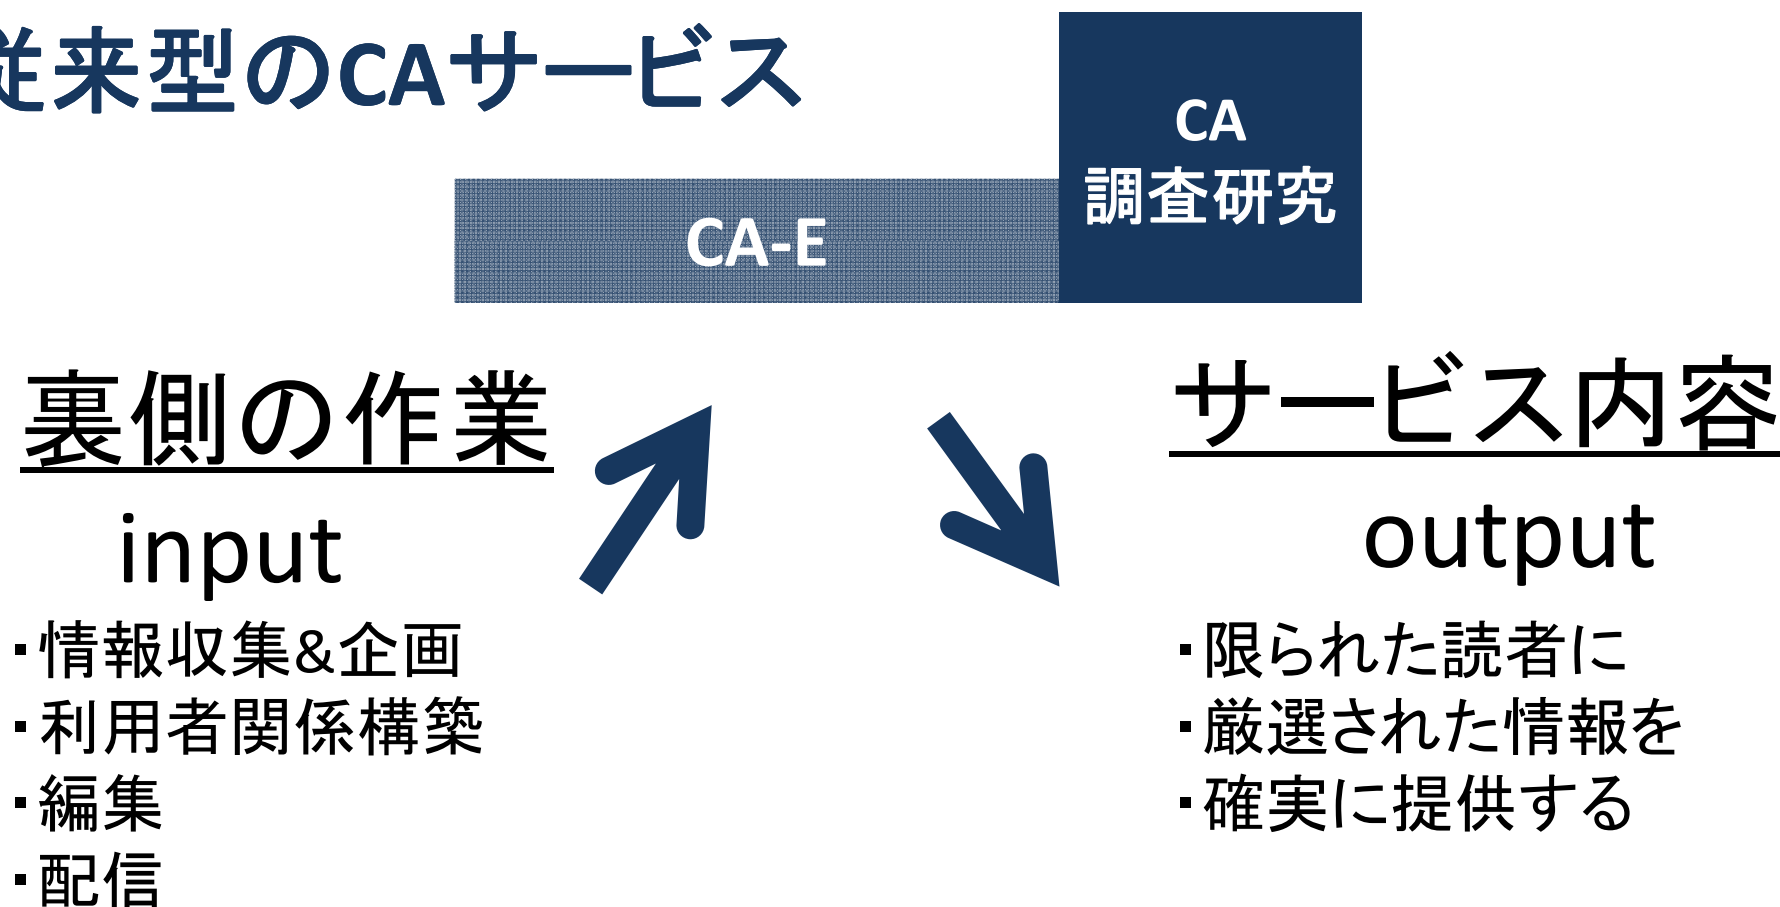 従来型のCAサービス
CA
調査研究
CA-E
裏側の作業
input
・情報収集&企画
・利用者関係構築
・編集
・配信
サービス内容
output
・限られた読者に
・厳選された情報を
・確実に提供する